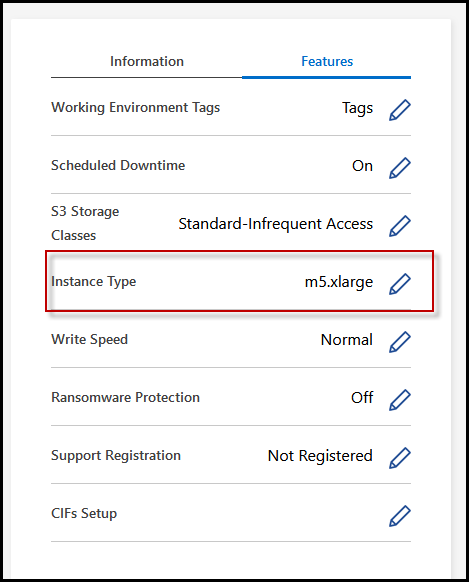 Information Features
Working Environment Tags Tags
Scheduled Downtime On
S3 Storage
Classes Standard-Infrequent Access
Instance Type m5.xlarge
Write Speed Normal
Ransomware Protection Off
Support Registration Not Registered
CIFs Setup